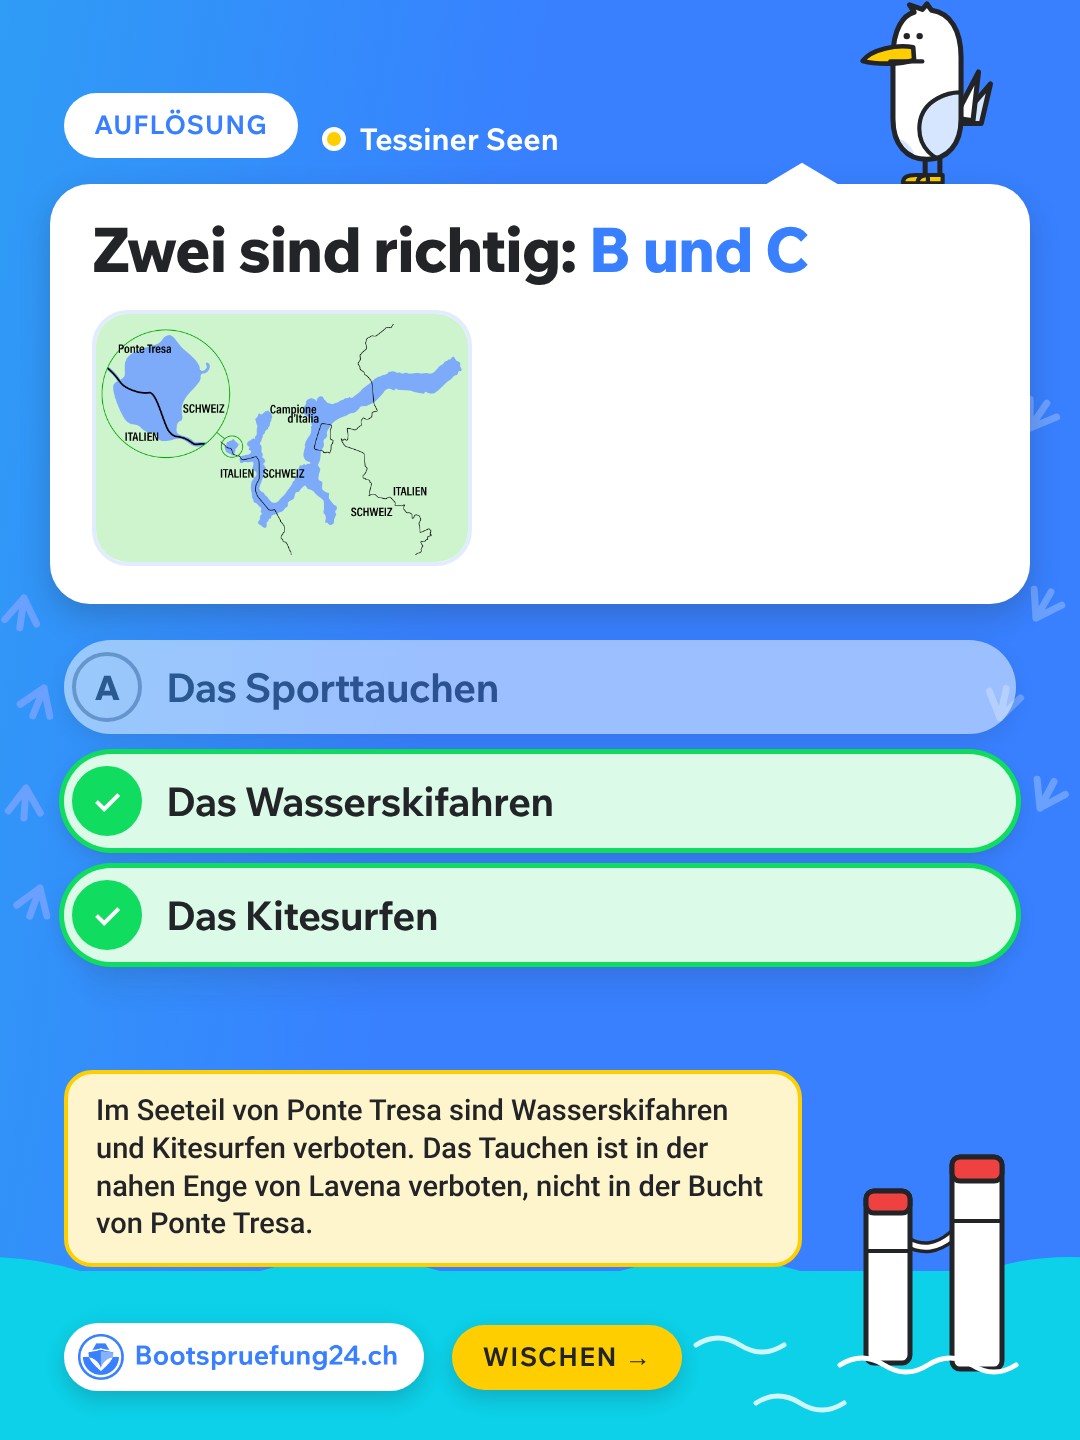 AUFLÖSUNG
Tessiner Seen
Zwei sind richtig: B und C
Ponte Tresa
SCHWEIZ
ITALIEN
Campione
d'Italia
ITALIEN SCHWEIZ
ITALIEN
SCHWEIZ
A Das Sporttauchen
Das Wasserskifahren
Das Kitesurfen
Im Seeteil von Ponte Tresa sind Wasserskifahren
und Kitesurfen verboten. Das Tauchen ist in der
nahen Enge von Lavena verboten, nicht in der Bucht
von Ponte Tresa.
Bootspruefung24.ch
WISCHEN →